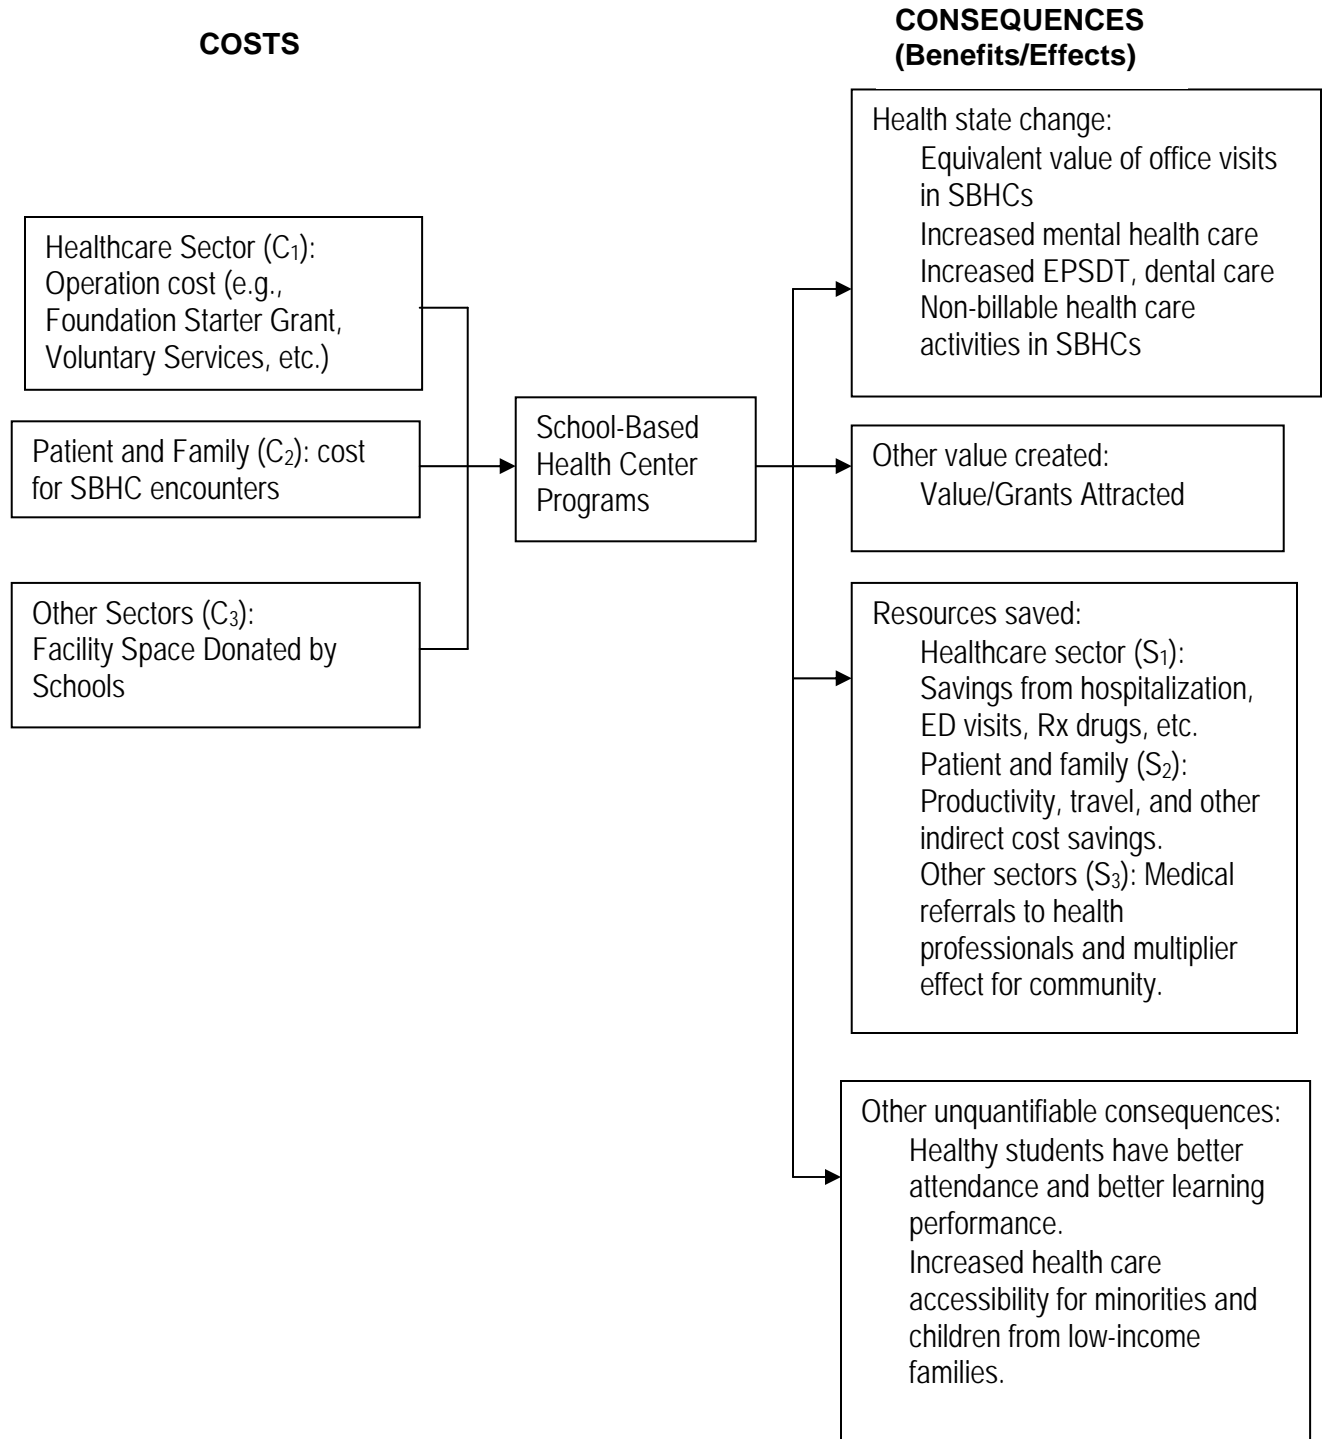 COSTS
CONSEQUENCES
(Benefits/Effects)
Healthcare Sector (C₁):
Operation cost (e.g.,
Foundation Starter Grant,
Voluntary Services, etc.)
Patient and Family (C₂): cost
for SBHC encounters
Other Sectors (C₃):
Facility Space Donated by
Schools
School-Based
Health Center
Programs
Health state change:
Equivalent value of office visits
in SBHCs
Increased mental health care
Increased EPSDT, dental care
Non-billable health care
activities in SBHCs
Other value created:
Value/Grants Attracted
Resources saved:
Healthcare sector (S₁):
Savings from hospitalization,
ED visits, Rx drugs, etc.
Patient and family (S₂):
Productivity, travel, and other
indirect cost savings.
Other sectors (S₃): Medical
referrals to health
professionals and multiplier
effect for community.
Other unquantifiable consequences:
Healthy students have better
attendance and better learning
performance.
Increased health care
accessibility for minorities and
children from low-income
families.